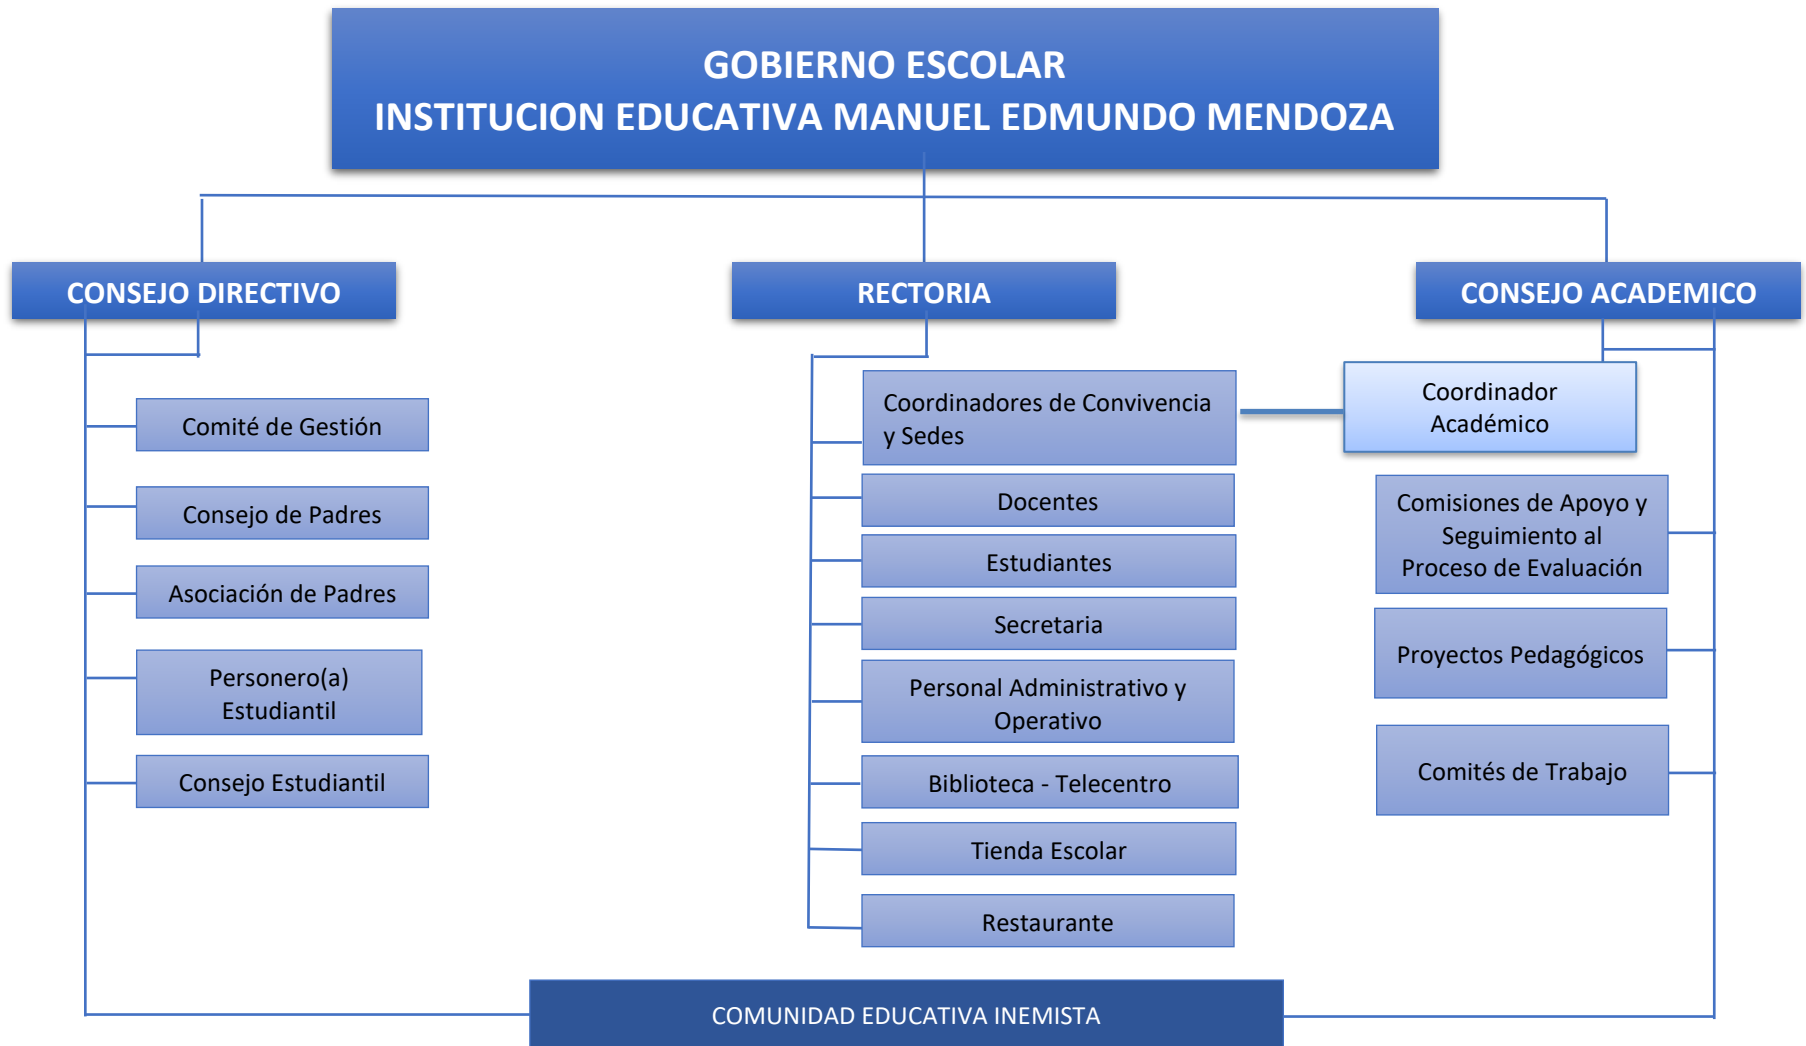 GOBIERNO ESCOLAR
INSTITUCION EDUCATIVA MANUEL EDMUNDO MENDOZA
CONSEJO DIRECTIVO
RECTORIA
CONSEJO ACADEMICO
Comité de Gestión
Consejo de Padres
Asociación de Padres
Personero(a)
Estudiantil
Consejo Estudiantil
Coordinadores de Convivencia
y Sedes
Docentes
Estudiantes
Secretaria
Personal Administrativo y
Operativo
Biblioteca - Telecentro
Tienda Escolar
Restaurante
Coordinador
Académico
Comisiones de Apoyo y
Seguimiento al
Proceso de Evaluación
Proyectos Pedagógicos
Comités de Trabajo
COMUNIDAD EDUCATIVA INEMISTA